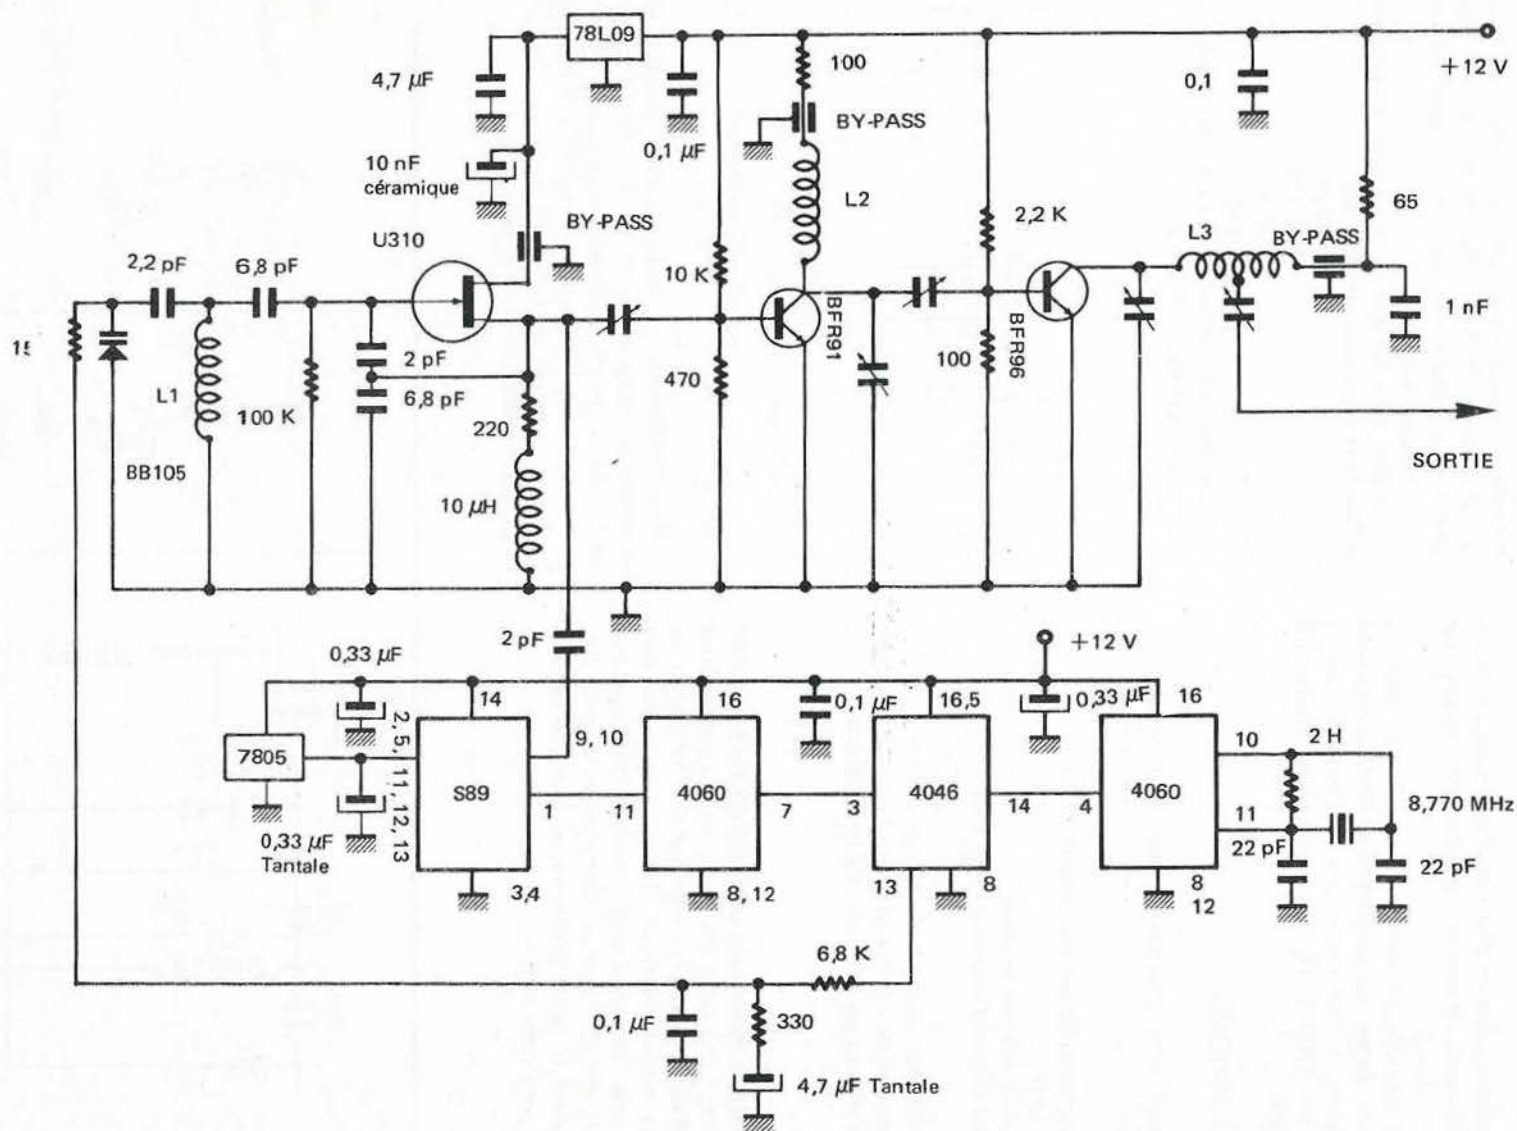 78L09
+12 V
4,7 µF
100
BY-PASS
0,1
0,1 µF
10 nF
céramique
U310
BY-PASS
L2
2,2 K
65
L3
BY-PASS
2,2 pF
6,8 pF
10 K
BFR91
BFR96
1 nF
2 pF
470
100
L1
100 K
6,8 pF
220
SORTIE
BB105
10 µH
2 pF
+12 V
0,33 µF
14
16
0,1 µF
16,5
0,33 µF
16
2, 5, 11, 12, 13
9, 10
10
2 H
7805
S89
1
11
4060
7
3
4046
14
4
4060
11
8,770 MHz
22 pF
22 pF
0,33 µF
Tantale
3,4
8, 12
13
8
8
12
6,8 K
0,1 µF
330
4,7 µF Tantale